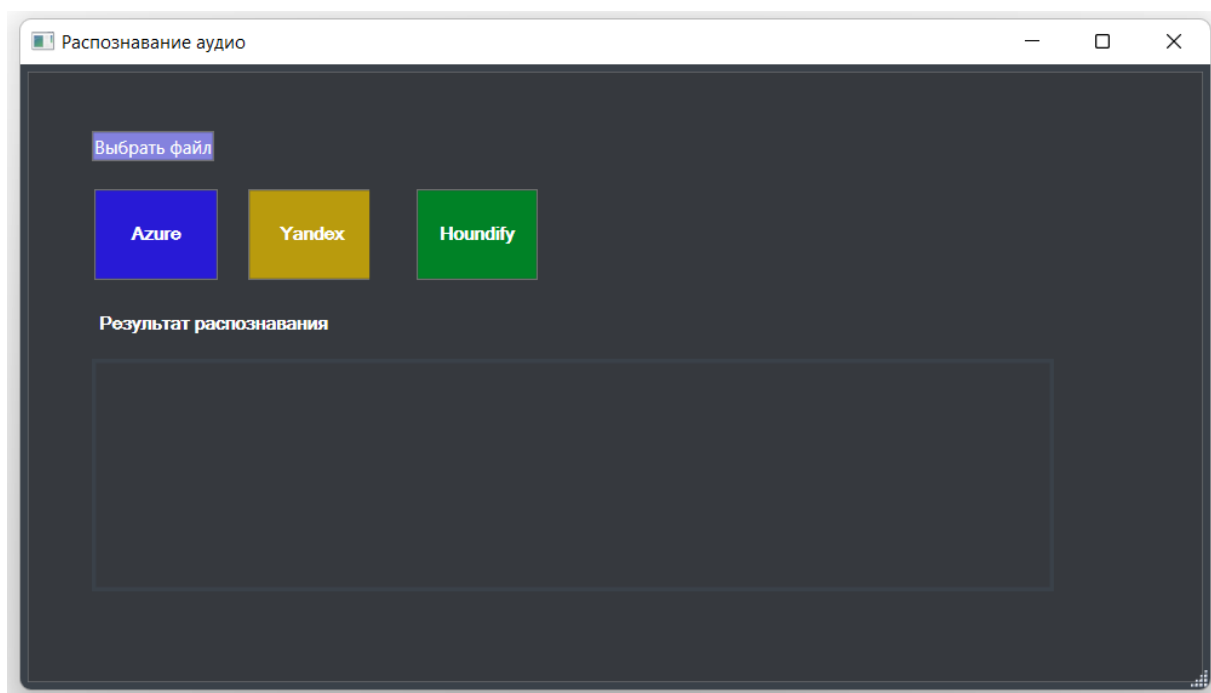 Распознавание аудио
Выбрать файл
Azure Yandex Houndify
Результат распознавания